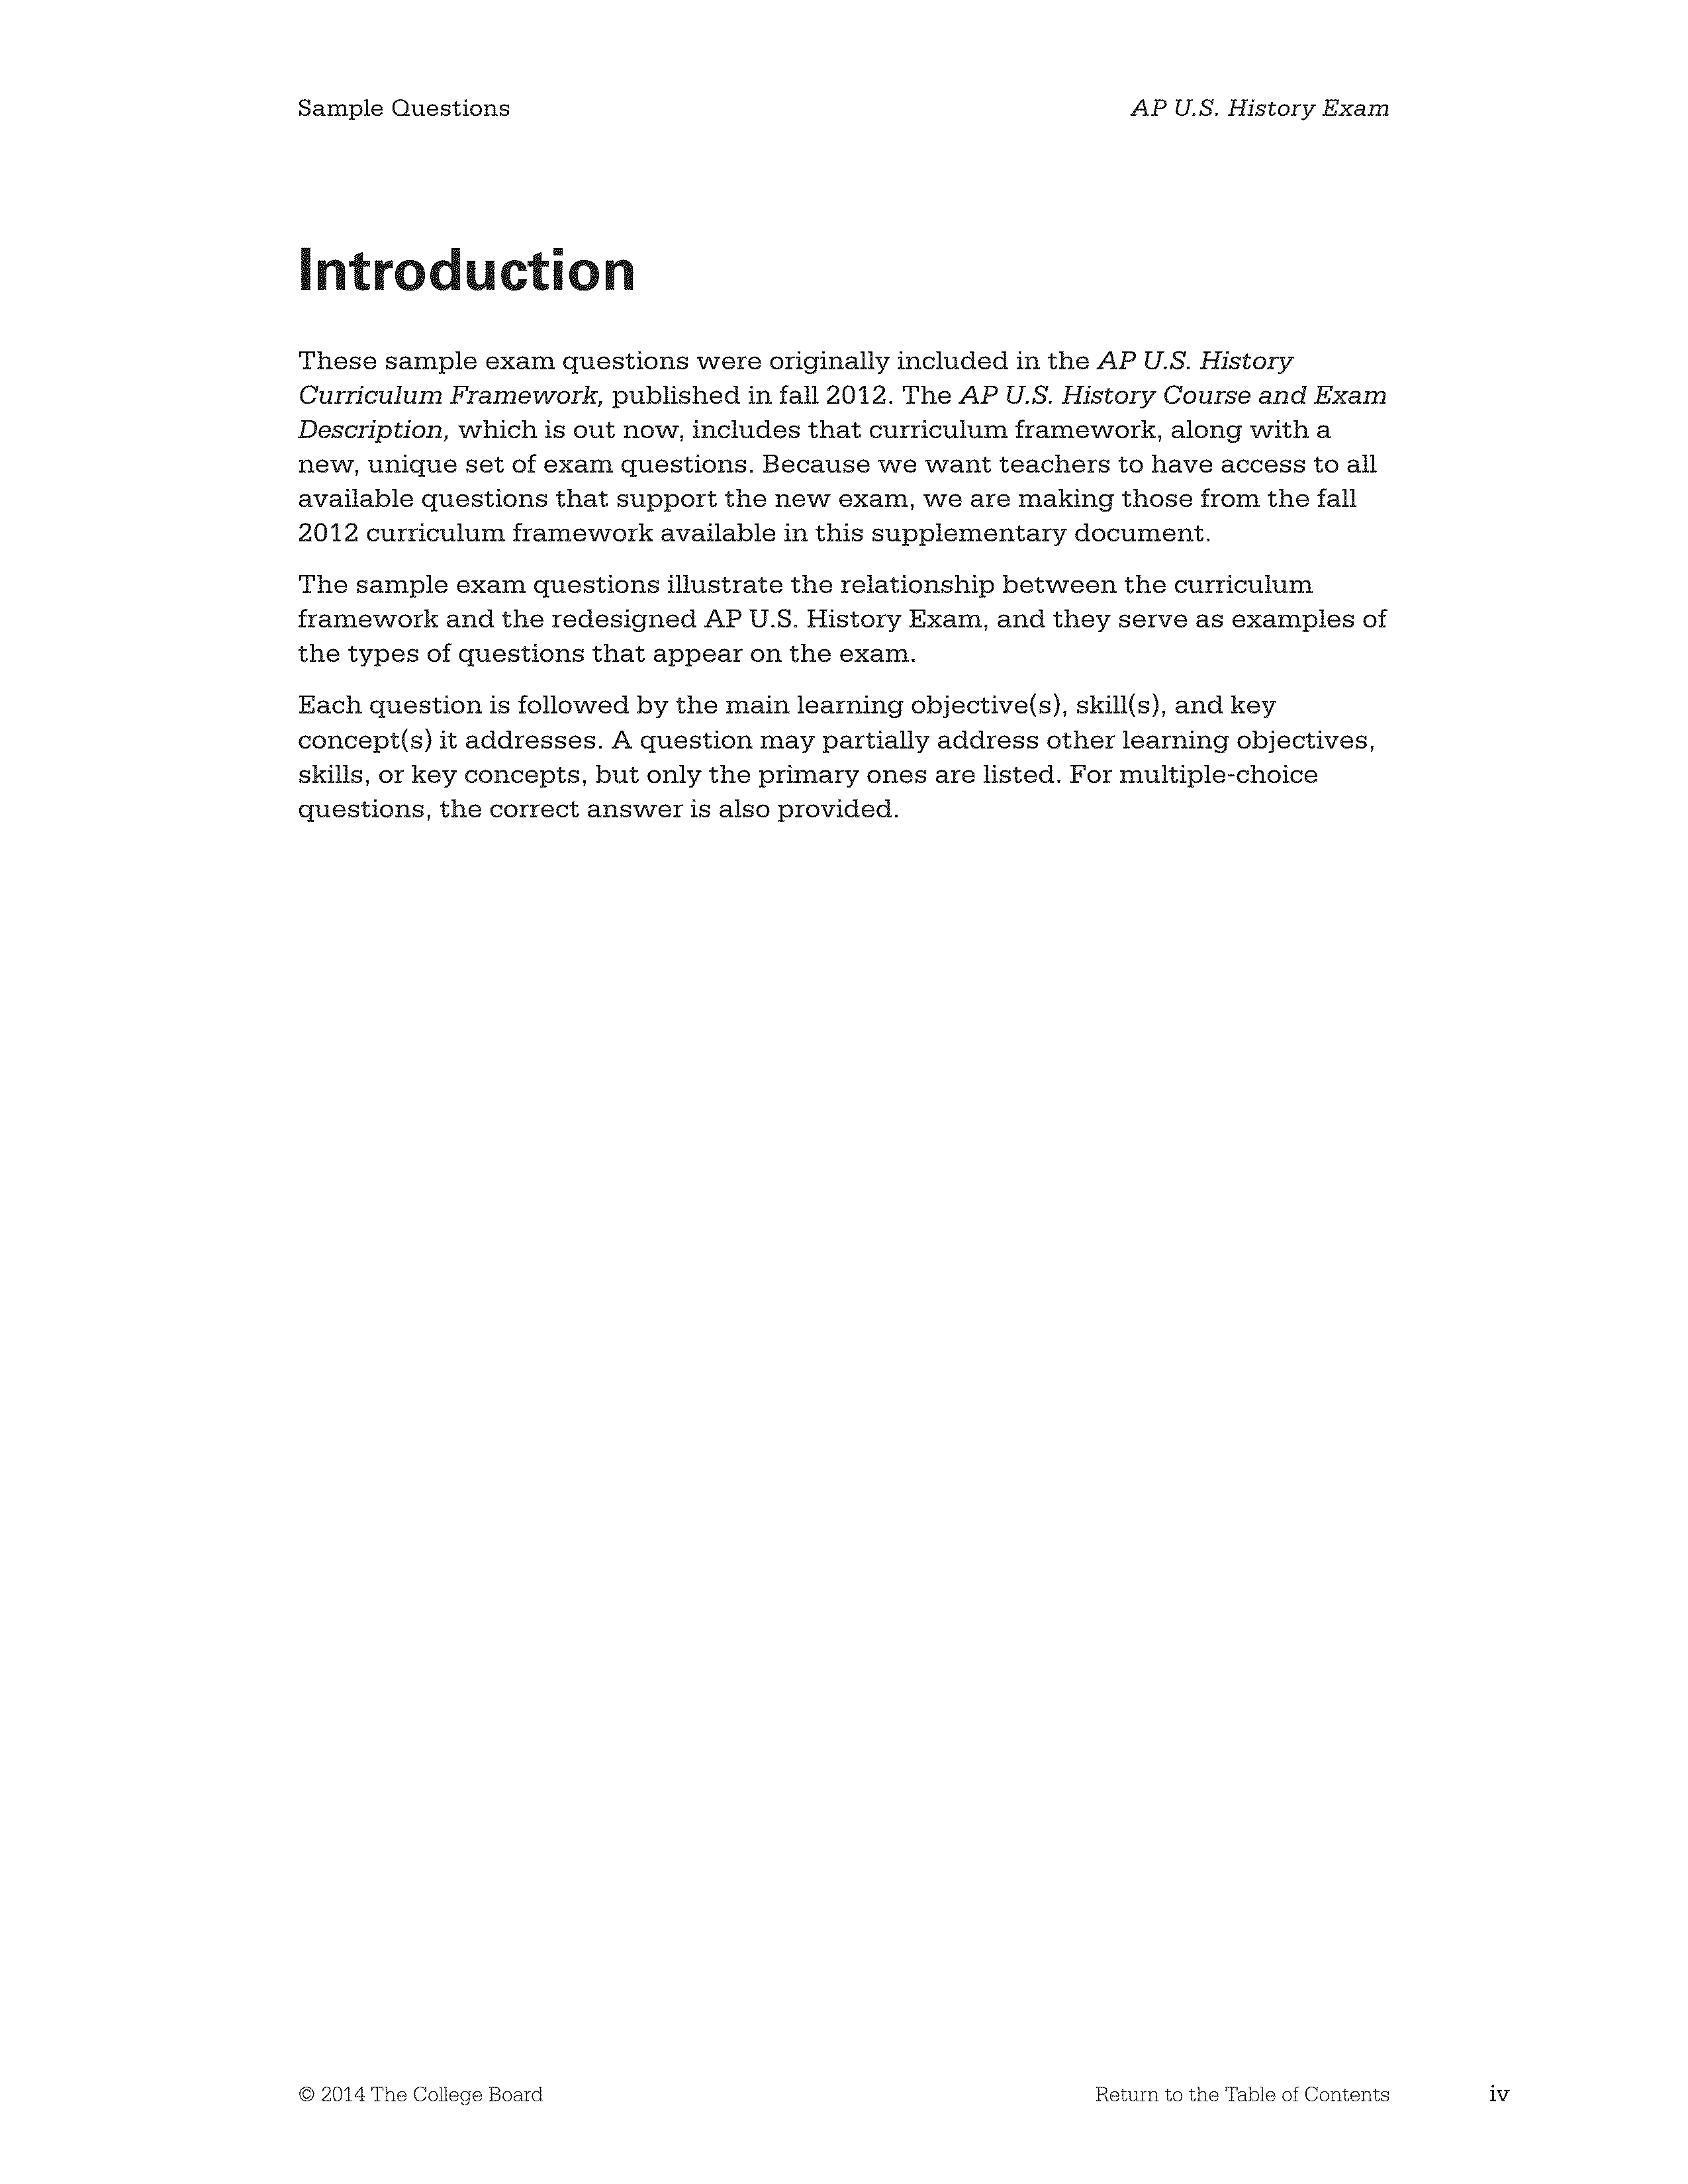 Sample Questions
AP U.S. History Exam
Introduction
These sample exam questions were originally included in the AP U.S. History
Curriculum Framework, published in fall 2012. The AP U.S. History Course and Exam
Description, which is out now, includes that curriculum framework, along with a
new, unique set of exam questions. Because we want teachers to have access to all
available questions that support the new exam, we are making those from the fall
2012 curriculum framework available in this supplementary document.
The sample exam questions illustrate the relationship between the curriculum
framework and the redesigned AP U.S. History Exam, and they serve as examples of
the types of questions that appear on the exam.
Each question is followed by the main learning objective(s), skill(s), and key
concept(s) it addresses. A question may partially address other learning objectives,
skills, or key concepts, but only the primary ones are listed. For multiple-choice
questions, the correct answer is also provided.
© 2014 The College Board
Return to the Table of Contents
iv